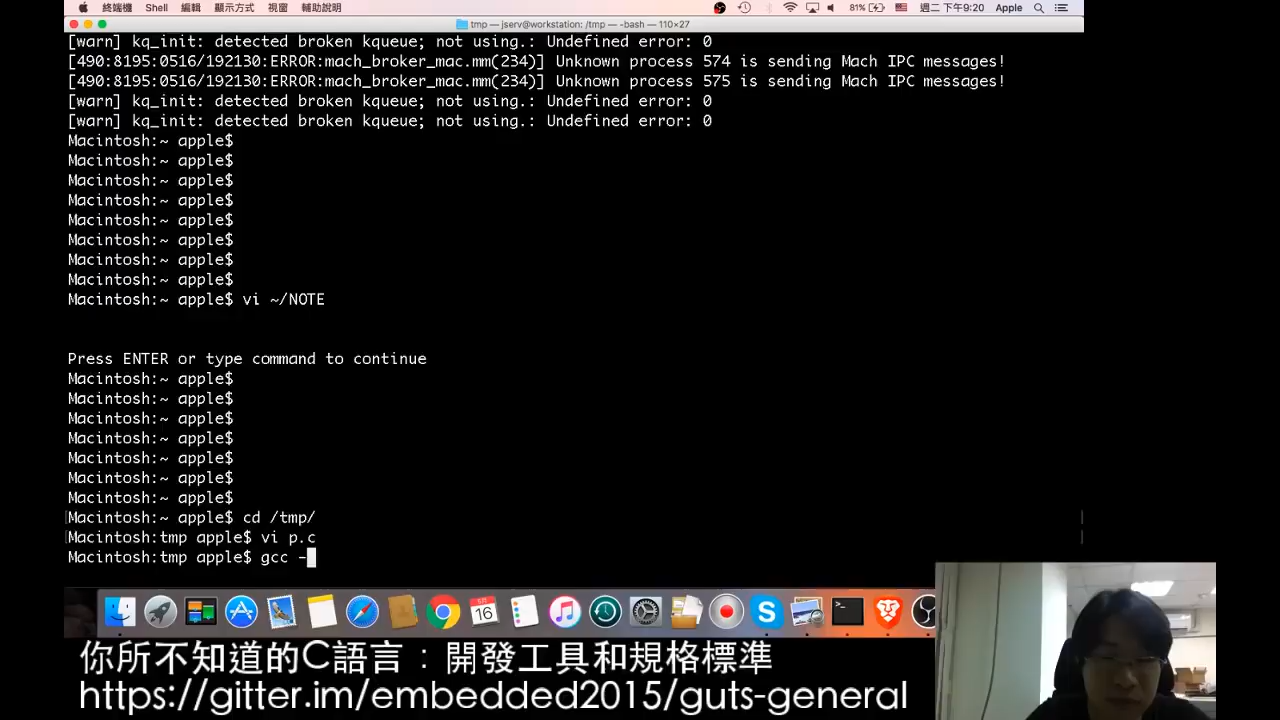 終端機 Shell 編輯 顯示方式 視窗 輔助說明 81% 週二 下午9:20 Apple
tmp — jserv@workstation: /tmp — -bash — 110×27
[warn] kq_init: detected broken kqueue; not using.: Undefined error: 0
[490:8195:0516/192130:ERROR:mach_broker_mac.mm(234)] Unknown process 574 is sending Mach IPC messages!
[490:8195:0516/192130:ERROR:mach_broker_mac.mm(234)] Unknown process 575 is sending Mach IPC messages!
[warn] kq_init: detected broken kqueue; not using.: Undefined error: 0
[warn] kq_init: detected broken kqueue; not using.: Undefined error: 0
Macintosh:~ apple$
Macintosh:~ apple$
Macintosh:~ apple$
Macintosh:~ apple$
Macintosh:~ apple$
Macintosh:~ apple$
Macintosh:~ apple$
Macintosh:~ apple$
Macintosh:~ apple$ vi ~/NOTE
Press ENTER or type command to continue
Macintosh:~ apple$
Macintosh:~ apple$
Macintosh:~ apple$
Macintosh:~ apple$
Macintosh:~ apple$
Macintosh:~ apple$
Macintosh:~ apple$
Macintosh:~ apple$ cd /tmp/
Macintosh:tmp apple$ vi p.c
Macintosh:tmp apple$ gcc -
16
你所不知道的C語言：開發工具和規格標準
https://gitter.im/embedded2015/guts-general